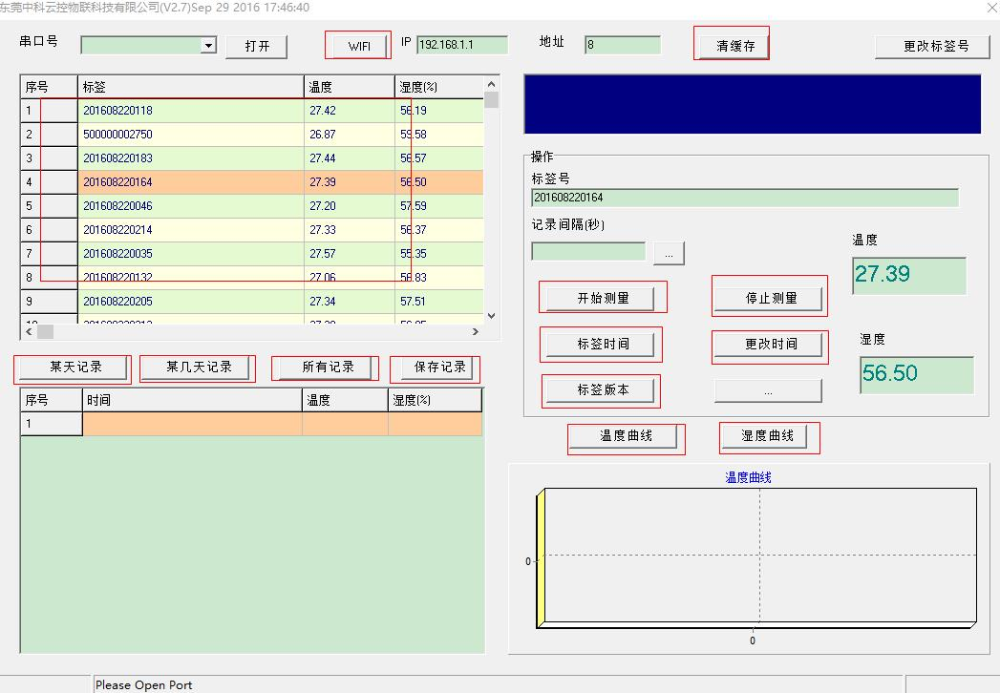 东莞中科云控物联科技有限公司(V2.7)Sep 29 2016 17:46:40
串口号 打开 WIFI IP 192.168.1.1 地址 8 清缓存 更改标签号
序号 标签 温度 湿度(%)
1 201608220118 27.42 56.19
2 500000002750 26.87 59.58
3 201608220183 27.44 56.57
4 201608220164 27.39 56.50
5 201608220046 27.20 57.59
6 201608220214 27.33 56.37
7 201608220035 27.57 55.35
8 201608220132 27.06 56.83
9 201608220205 27.34 57.51
操作
标签号
201608220164
记录间隔(秒)
...
温度
27.39
开始测量 停止测量
标签时间 更改时间
湿度
56.50
标签版本 ...
某天记录 某几天记录 所有记录 保存记录
序号 时间 温度 湿度(%)
1
温度曲线 湿度曲线
温度曲线
0
0
Please Open Port